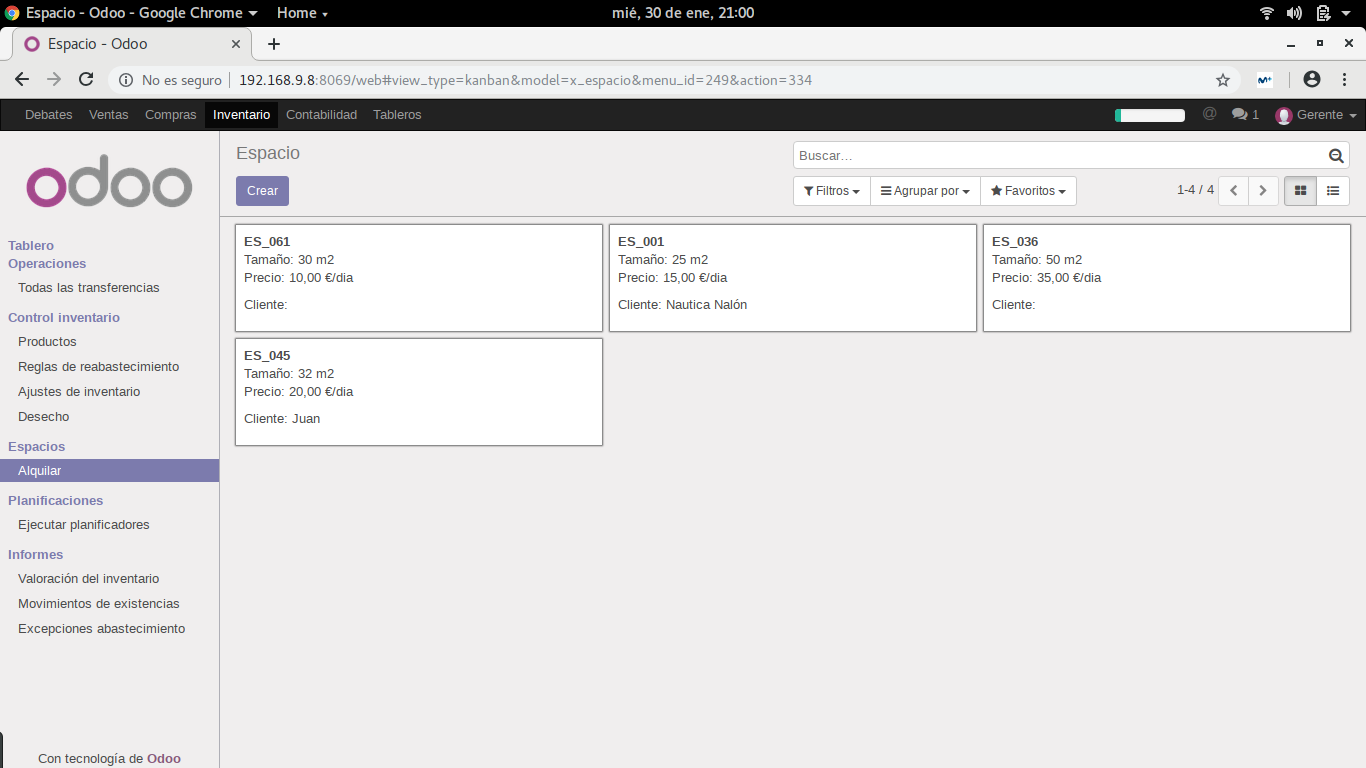 Espacio - Odoo - Google Chrome
Home
mié, 30 de ene, 21:00
Espacio - Odoo
No es seguro
192.168.9.8:8069/web#view_type=kanban&model=x_espacio&menu_id=249&action=334
Debates
Ventas
Compras
Inventario
Contabilidad
Tableros
@
1
Gerente
odoo
Tablero
Operaciones
Todas las transferencias
Control inventario
Productos
Reglas de reabastecimiento
Ajustes de inventario
Desecho
Espacios
Alquilar
Planificaciones
Ejecutar planificadores
Informes
Valoración del inventario
Movimientos de existencias
Excepciones abastecimiento
Con tecnología de Odoo
Espacio
Buscar...
Crear
Filtros
Agrupar por
Favoritos
1-4 / 4
ES_061
Tamaño: 30 m2
Precio: 10,00 €/dia
Cliente:
ES_001
Tamaño: 25 m2
Precio: 15,00 €/dia
Cliente: Nautica Nalón
ES_036
Tamaño: 50 m2
Precio: 35,00 €/dia
Cliente:
ES_045
Tamaño: 32 m2
Precio: 20,00 €/dia
Cliente: Juan